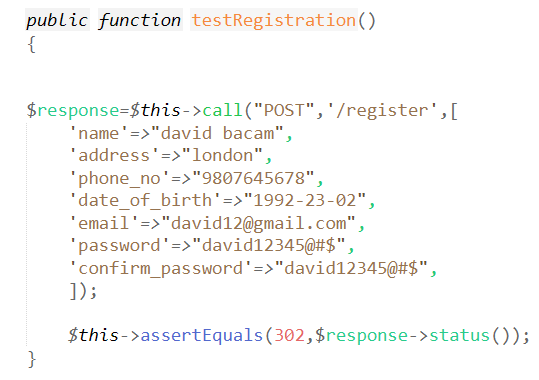 public function testRegistration()
{
$response=$this->call("POST",'/register',[
'name'=>"david bacam",
'address'=>"london",
'phone_no'=>"9807645678",
'date_of_birth'=>"1992-23-02",
'email'=>"david12@gmail.com",
'password'=>"david12345@#$",
'confirm_password'=>"david12345@#$",
]);
$this->assertEquals(302,$response->status());
}